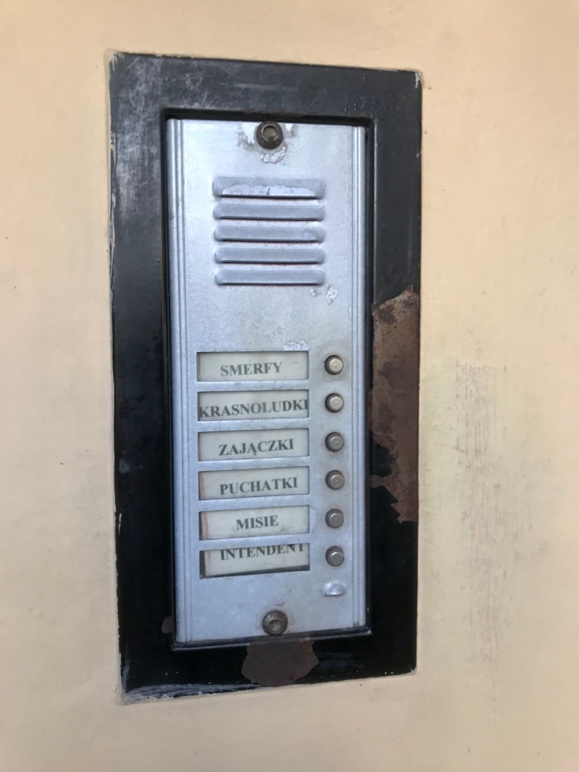 SMERFY
KRASNOLUDKI
ZAJĄCZKI
PUCHATKI
MISIE
INTENDENT